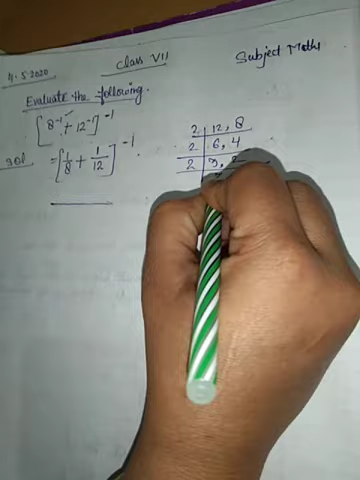 4.5.2020 Class VII Subject Maths
Evaluate the following.
[8⁻¹ + 12⁻¹]⁻¹
sol = [1/8 + 1/12]⁻¹
2 | 12, 8
2 | 6, 4
2 | 3, 2